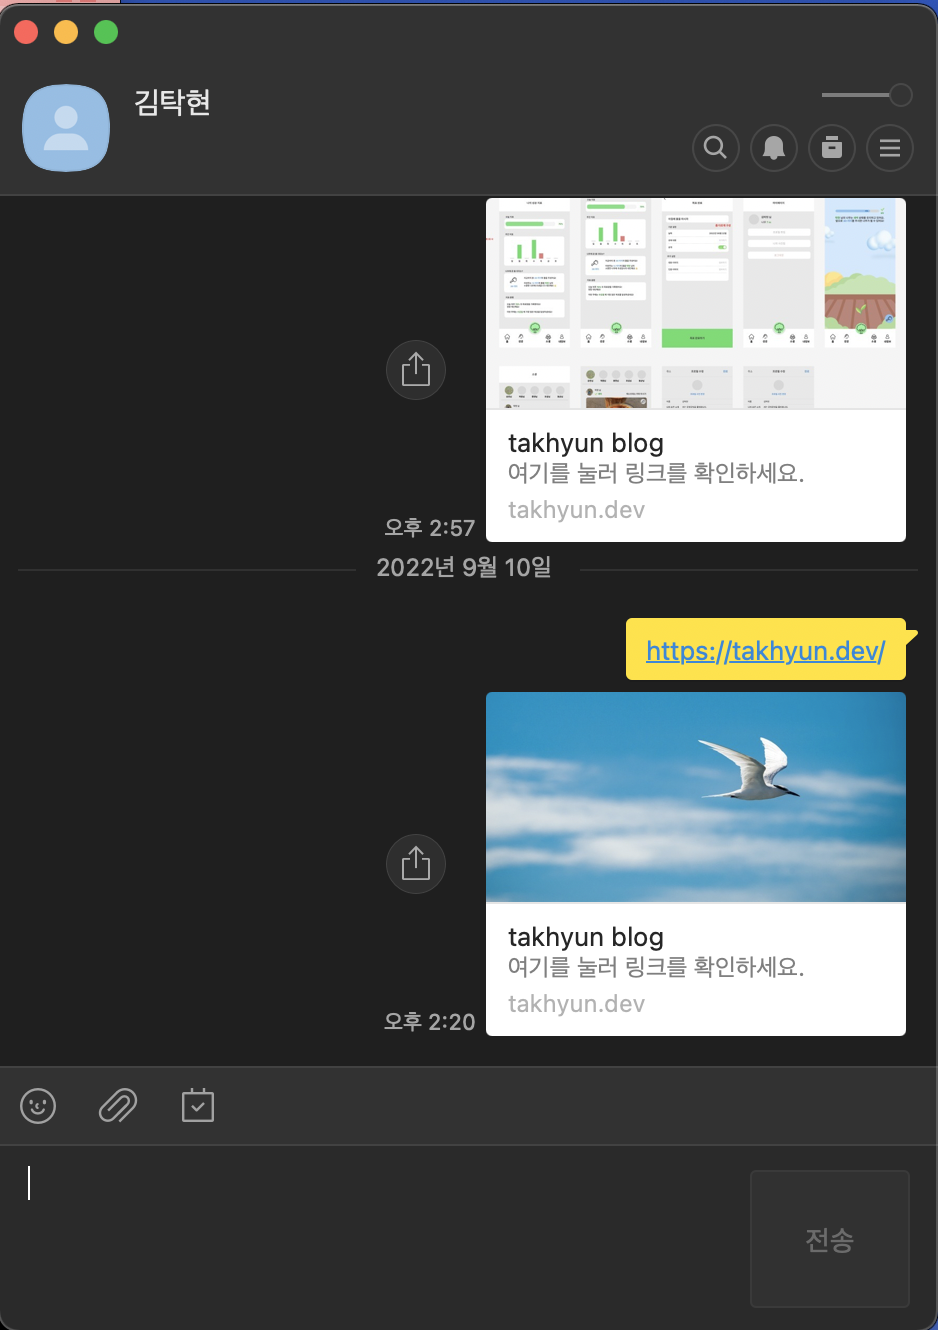 김탁현
takhyun blog
여기를 눌러 링크를 확인하세요.
takhyun.dev
오후 2:57
2022년 9월 10일
https://takhyun.dev/
takhyun blog
여기를 눌러 링크를 확인하세요.
takhyun.dev
오후 2:20
전송